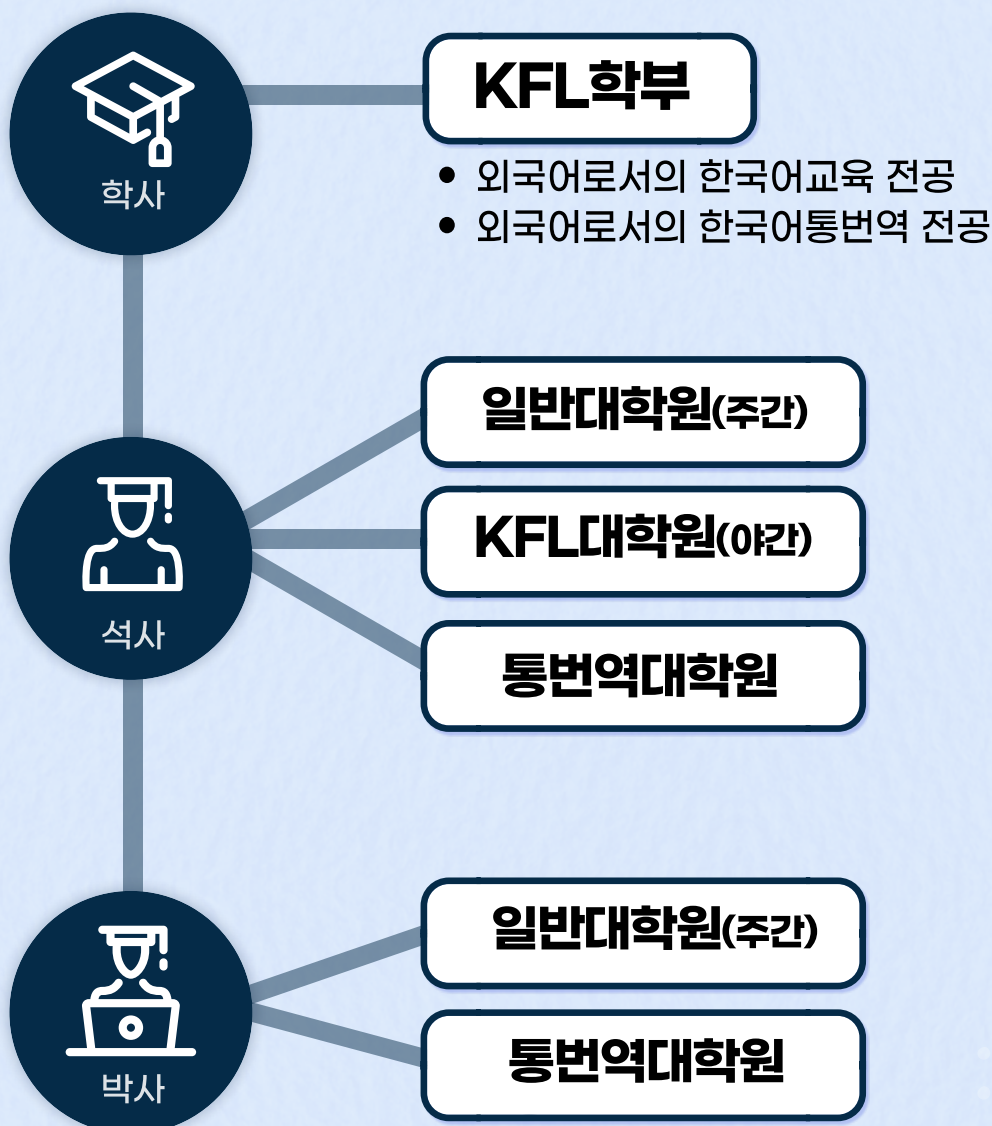 학사
KFL학부
• 외국어로서의 한국어교육 전공
• 외국어로서의 한국어통번역 전공
석사
일반대학원(주간)
KFL대학원(야간)
통번역대학원
박사
일반대학원(주간)
통번역대학원